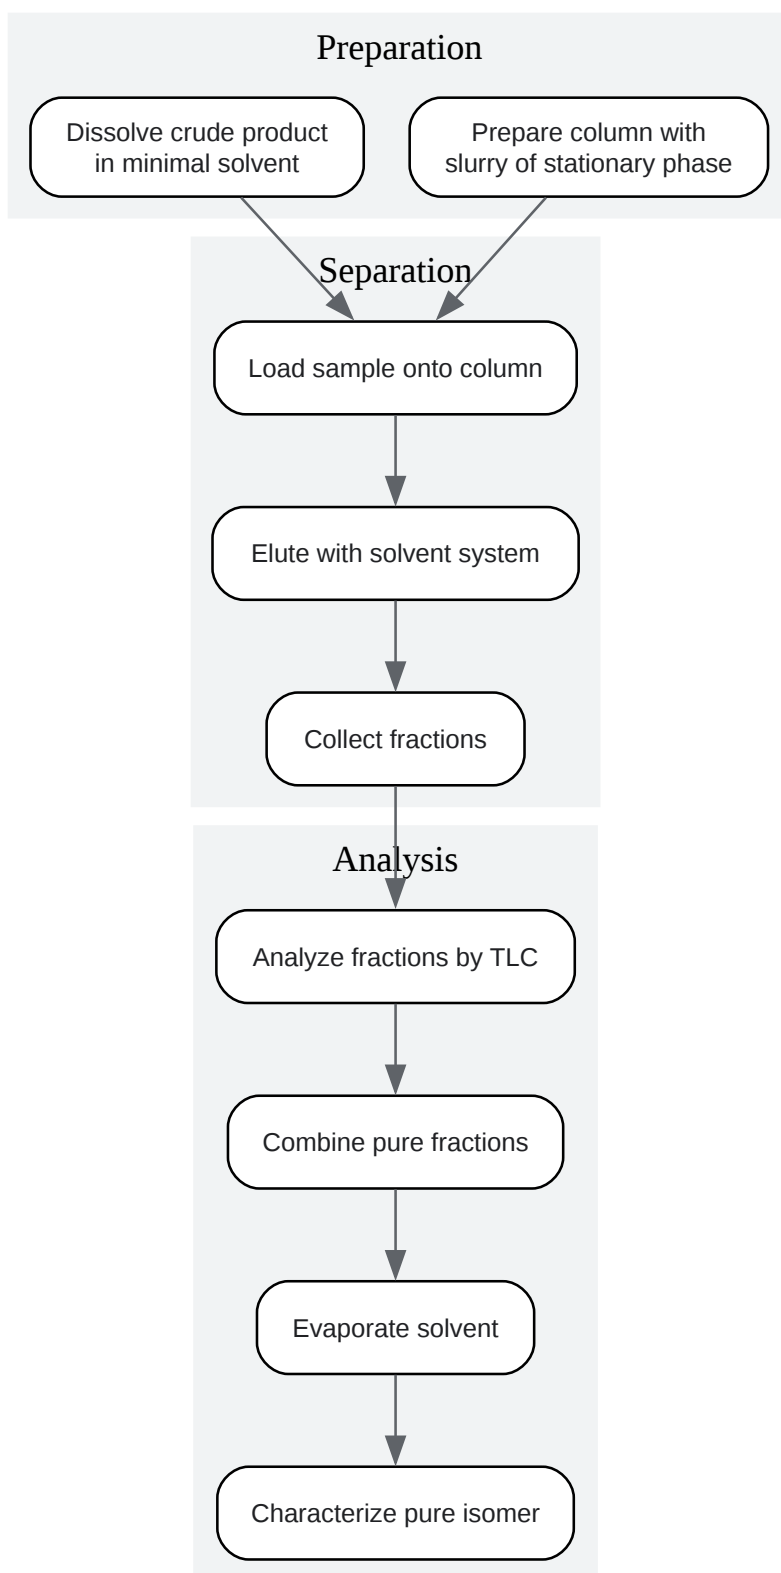 Preparation
Dissolve crude product
in minimal solvent
Prepare column with
slurry of stationary phase
Separation
Load sample onto column
Elute with solvent system
Collect fractions
Analysis
Analyze fractions by TLC
Combine pure fractions
Evaporate solvent
Characterize pure isomer